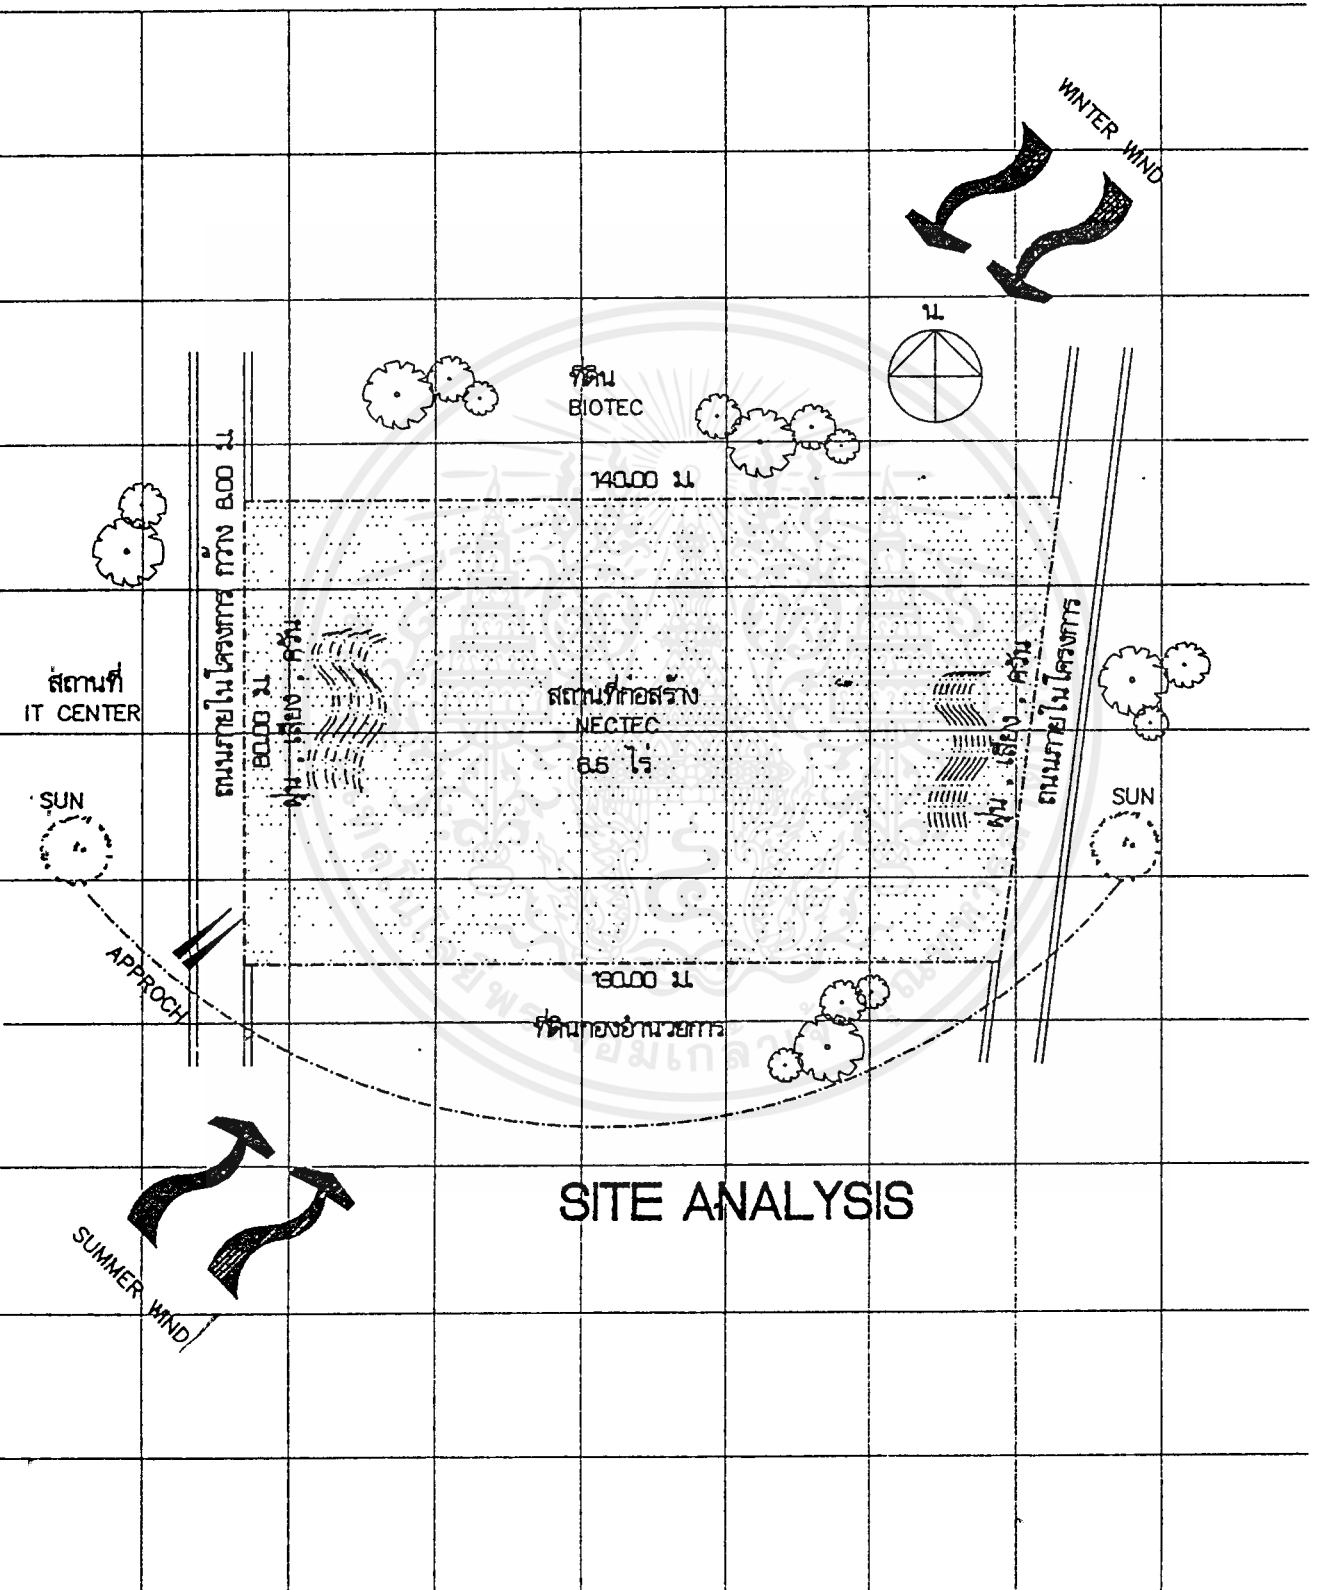 WINTER WIND
น.
ที่ดิน
BIOTEC
140.00 ม.
ถนนภายในโครงการ กว้าง 8.00 ม.
80.00 ม.
ฝุ่น , เสียง , ควัน
สถานที่
IT CENTER
สถานที่ก่อสร้าง
NECTEC
6.5 ไร่
ฝุ่น , เสียง , ควัน
ถนนภายในโครงการ
SUN
SUN
APPROCH
130.00 ม.
ที่ดินกองอำนวยการ
SITE ANALYSIS
SUMMER WIND